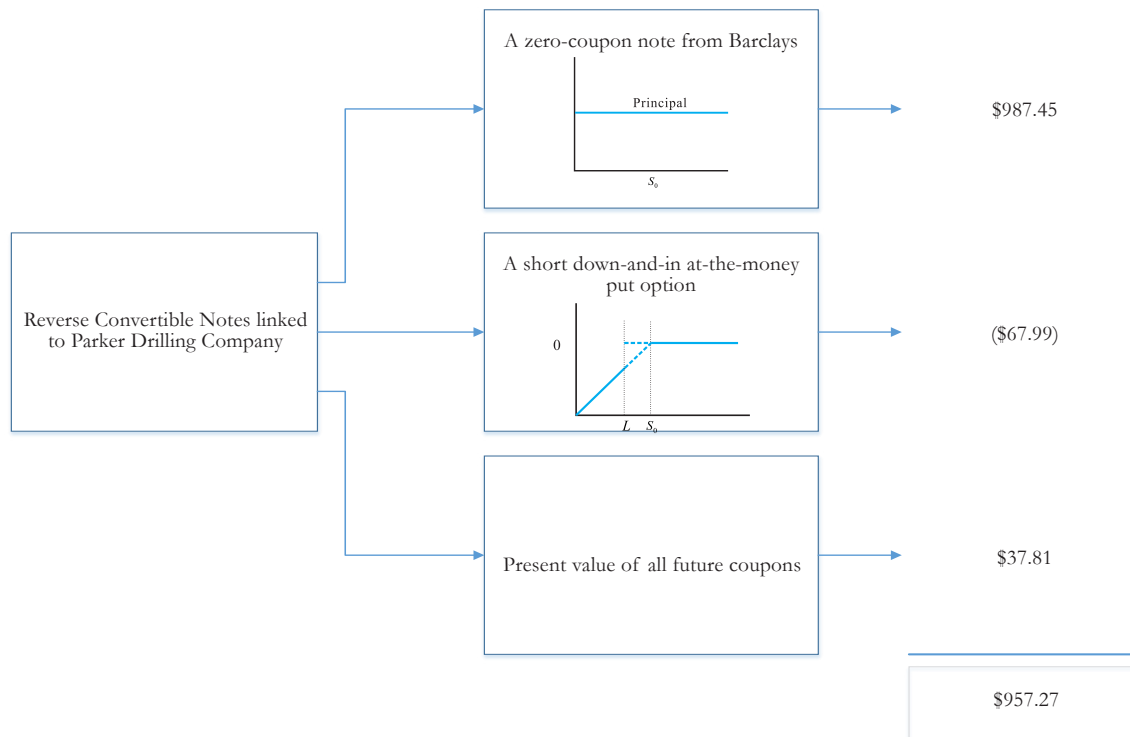 A zero-coupon note from Barclays
Principal
S₀
$987.45
Reverse Convertible Notes linked
to Parker Drilling Company
A short down-and-in at-the-money
put option
0
L S₀
($67.99)
Present value of all future coupons
$37.81
$957.27